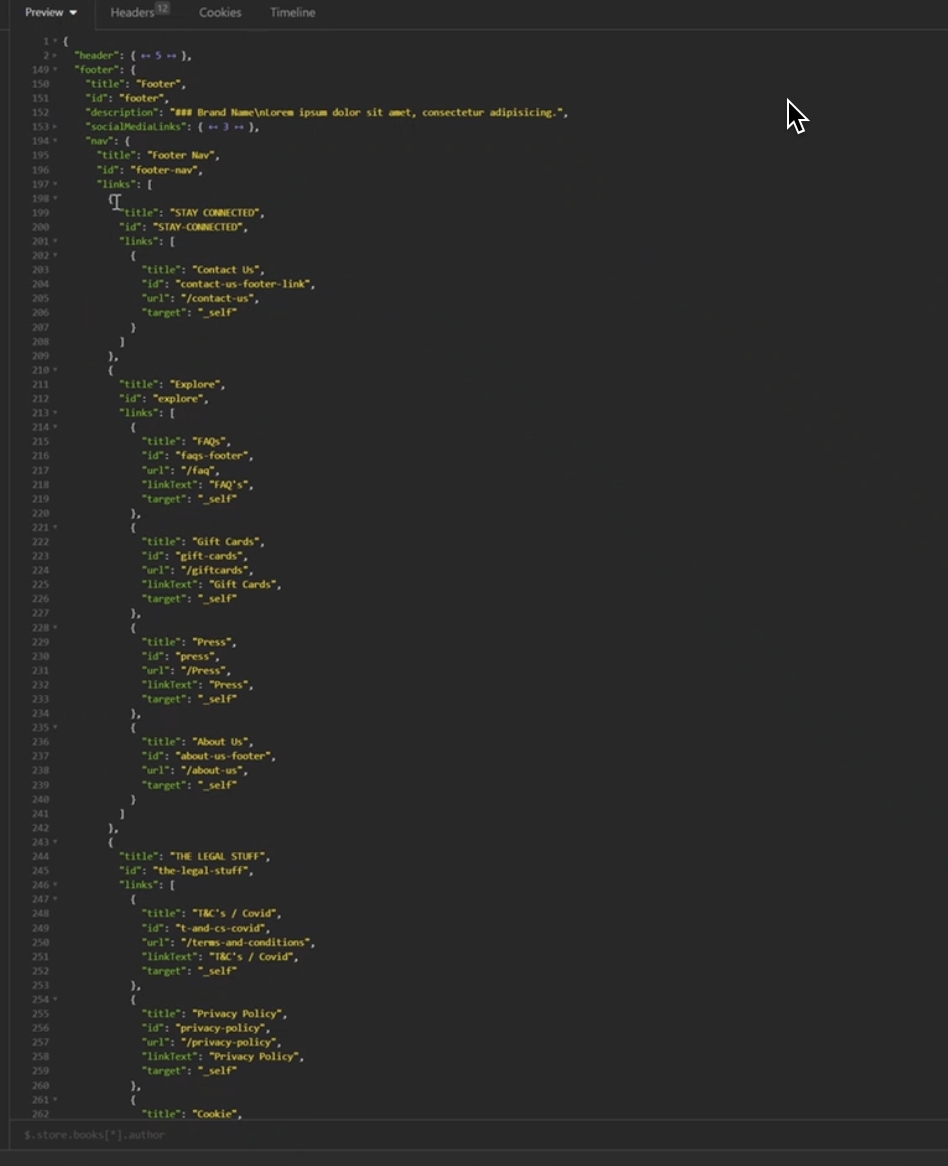 Preview ▼ Headers 12 Cookies Timeline
1 {
2 "header": { ↔ 5 ↔ },
149 "footer": {
150 "title": "Footer",
151 "id": "footer",
152 "description": "### Brand Name\nLorem ipsum dolor sit amet, consectetur adipisicing.",
153 "socialMediaLinks": { ↔ 3 ↔ },
194 "nav": {
195 "title": "Footer Nav",
196 "id": "footer-nav",
197 "links": [
198 {
199 "title": "STAY CONNECTED",
200 "id": "STAY-CONNECTED",
201 "links": [
202 {
203 "title": "Contact Us",
204 "id": "contact-us-footer-link",
205 "url": "/contact-us",
206 "target": "_self"
207 }
208 ]
209 },
210 {
211 "title": "Explore",
212 "id": "explore",
213 "links": [
214 {
215 "title": "FAQs",
216 "id": "faqs-footer",
217 "url": "/faq",
218 "linkText": "FAQ's",
219 "target": "_self"
220 },
221 {
222 "title": "Gift Cards",
223 "id": "gift-cards",
224 "url": "/giftcards",
225 "linkText": "Gift Cards",
226 "target": "_self"
227 },
228 {
229 "title": "Press",
230 "id": "press",
231 "url": "/Press",
232 "linkText": "Press",
233 "target": "_self"
234 },
235 {
236 "title": "About Us",
237 "id": "about-us-footer",
238 "url": "/about-us",
239 "target": "_self"
240 }
241 ]
242 },
243 {
244 "title": "THE LEGAL STUFF",
245 "id": "the-legal-stuff",
246 "links": [
247 {
248 "title": "T&C's / Covid",
249 "id": "t-and-cs-covid",
250 "url": "/terms-and-conditions",
251 "linkText": "T&C's / Covid",
252 "target": "_self"
253 },
254 {
255 "title": "Privacy Policy",
256 "id": "privacy-policy",
257 "url": "/privacy-policy",
258 "linkText": "Privacy Policy",
259 "target": "_self"
260 },
261 {
262 "title": "Cookie",
$.store.books[*].author